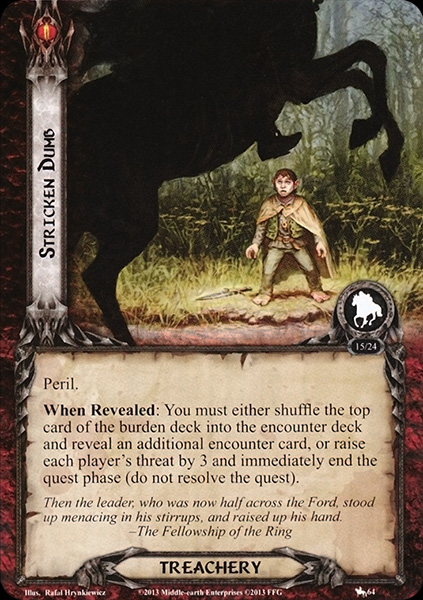 Stricken Dumb
15/24
Peril.
When Revealed: You must either shuffle the top
card of the burden deck into the encounter deck
and reveal an additional encounter card, or raise
each player's threat by 3 and immediately end the
quest phase (do not resolve the quest).
Then the leader, who was now half across the Ford, stood
up menacing in his stirrups, and raised up his hand.
–The Fellowship of the Ring
TREACHERY
Illus. Rafał Hrynkiewicz
©2013 Middle-earth Enterprises ©2013 FFG
64